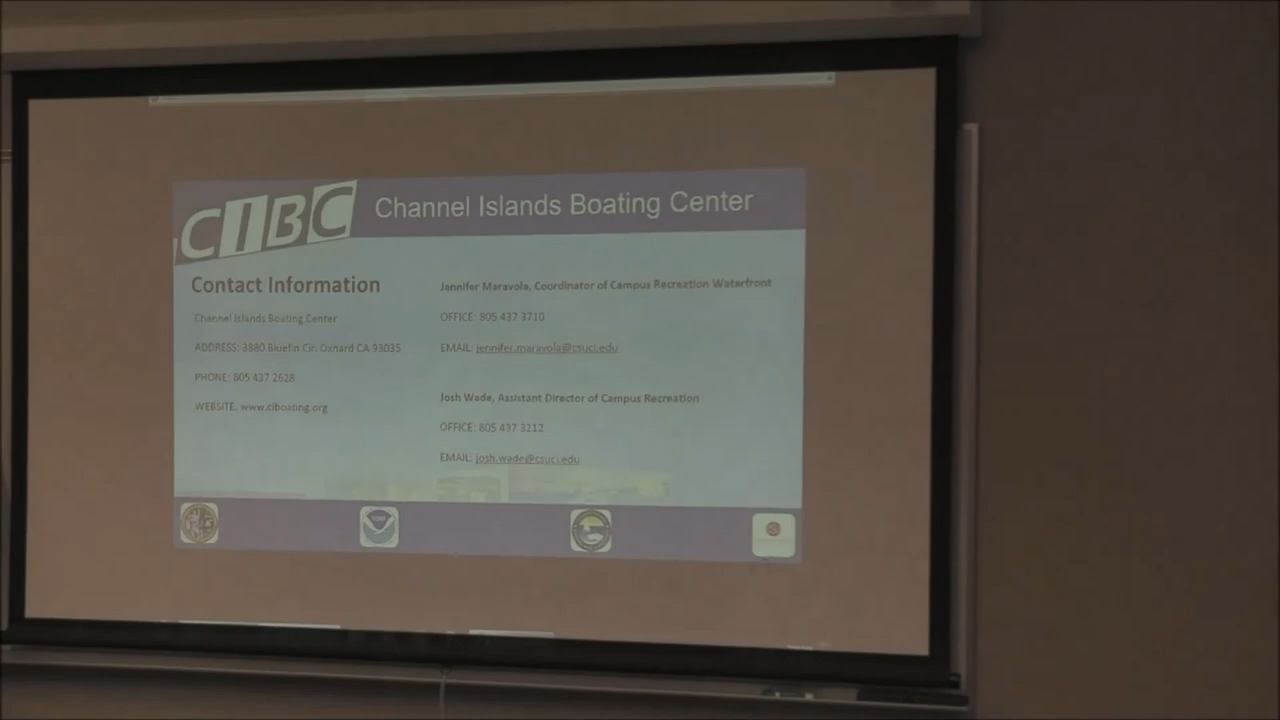 CIBC
Channel Islands Boating Center
Contact Information
Channel Islands Boating Center
ADDRESS: 3880 Bluefin Cir. Oxnard CA 93035
PHONE: 805 437 2628
WEBSITE: www.ciboating.org
Jennifer Maravola, Coordinator of Campus Recreation Waterfront
OFFICE: 805 437 3710
EMAIL: jennifer.maravola@csuci.edu
Josh Wade, Assistant Director of Campus Recreation
OFFICE: 805 437 3212
EMAIL: josh.wade@csuci.edu